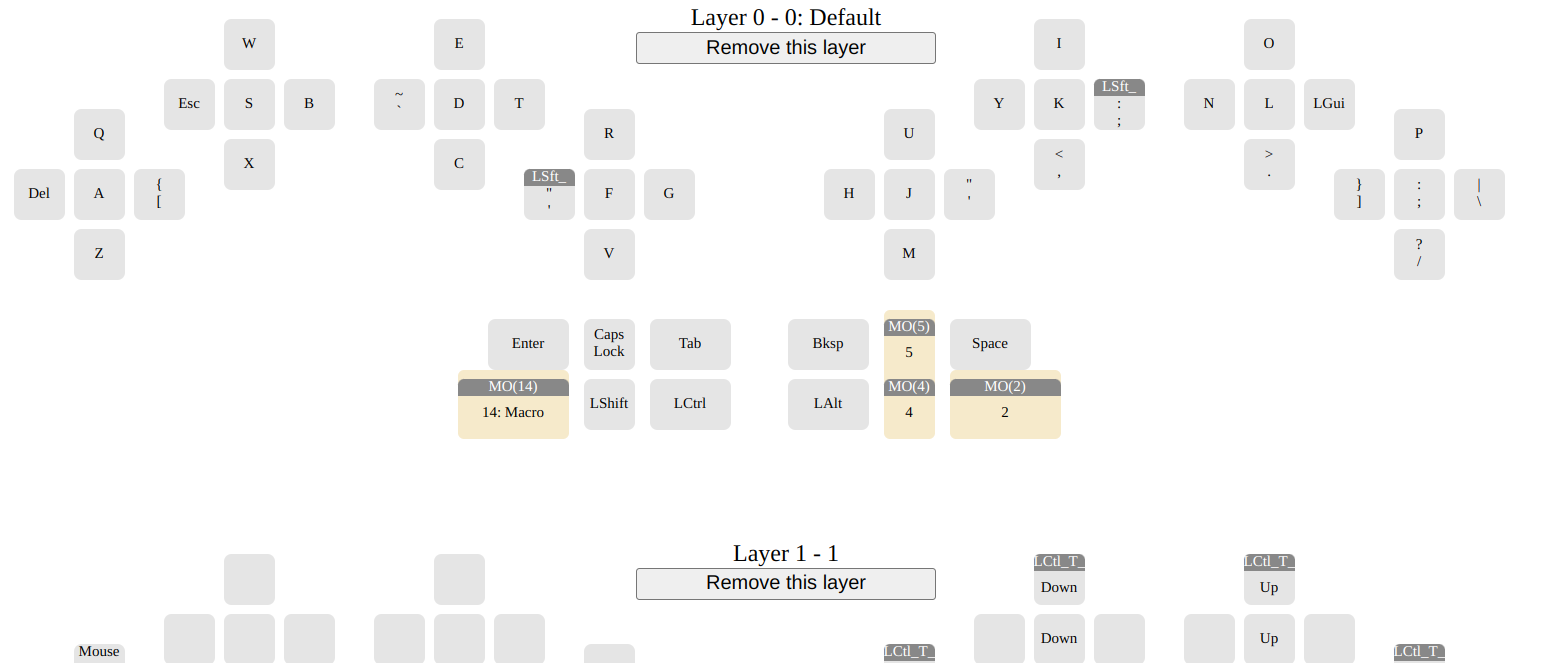 Layer 0 - 0: Default
Remove this layer
W
E
I
O
Esc
S
B
~
`
D
T
Y
K
LSft_
:
;
N
L
LGui
Q
R
U
P
X
C
<
,
>
.
Del
A
{
[
LSft_
"
'
F
G
H
J
"
'
}
]
:
;
|
\
Z
V
M
?
/
Enter
Caps
Lock
Tab
Bksp
MO(5)
5
Space
MO(14)
14: Macro
LShift
LCtrl
LAlt
MO(4)
4
MO(2)
2
Layer 1 - 1
Remove this layer
LCtl_T_
Down
LCtl_T_
Up
Down
Up
Mouse
LCtl_T_
LCtl_T_